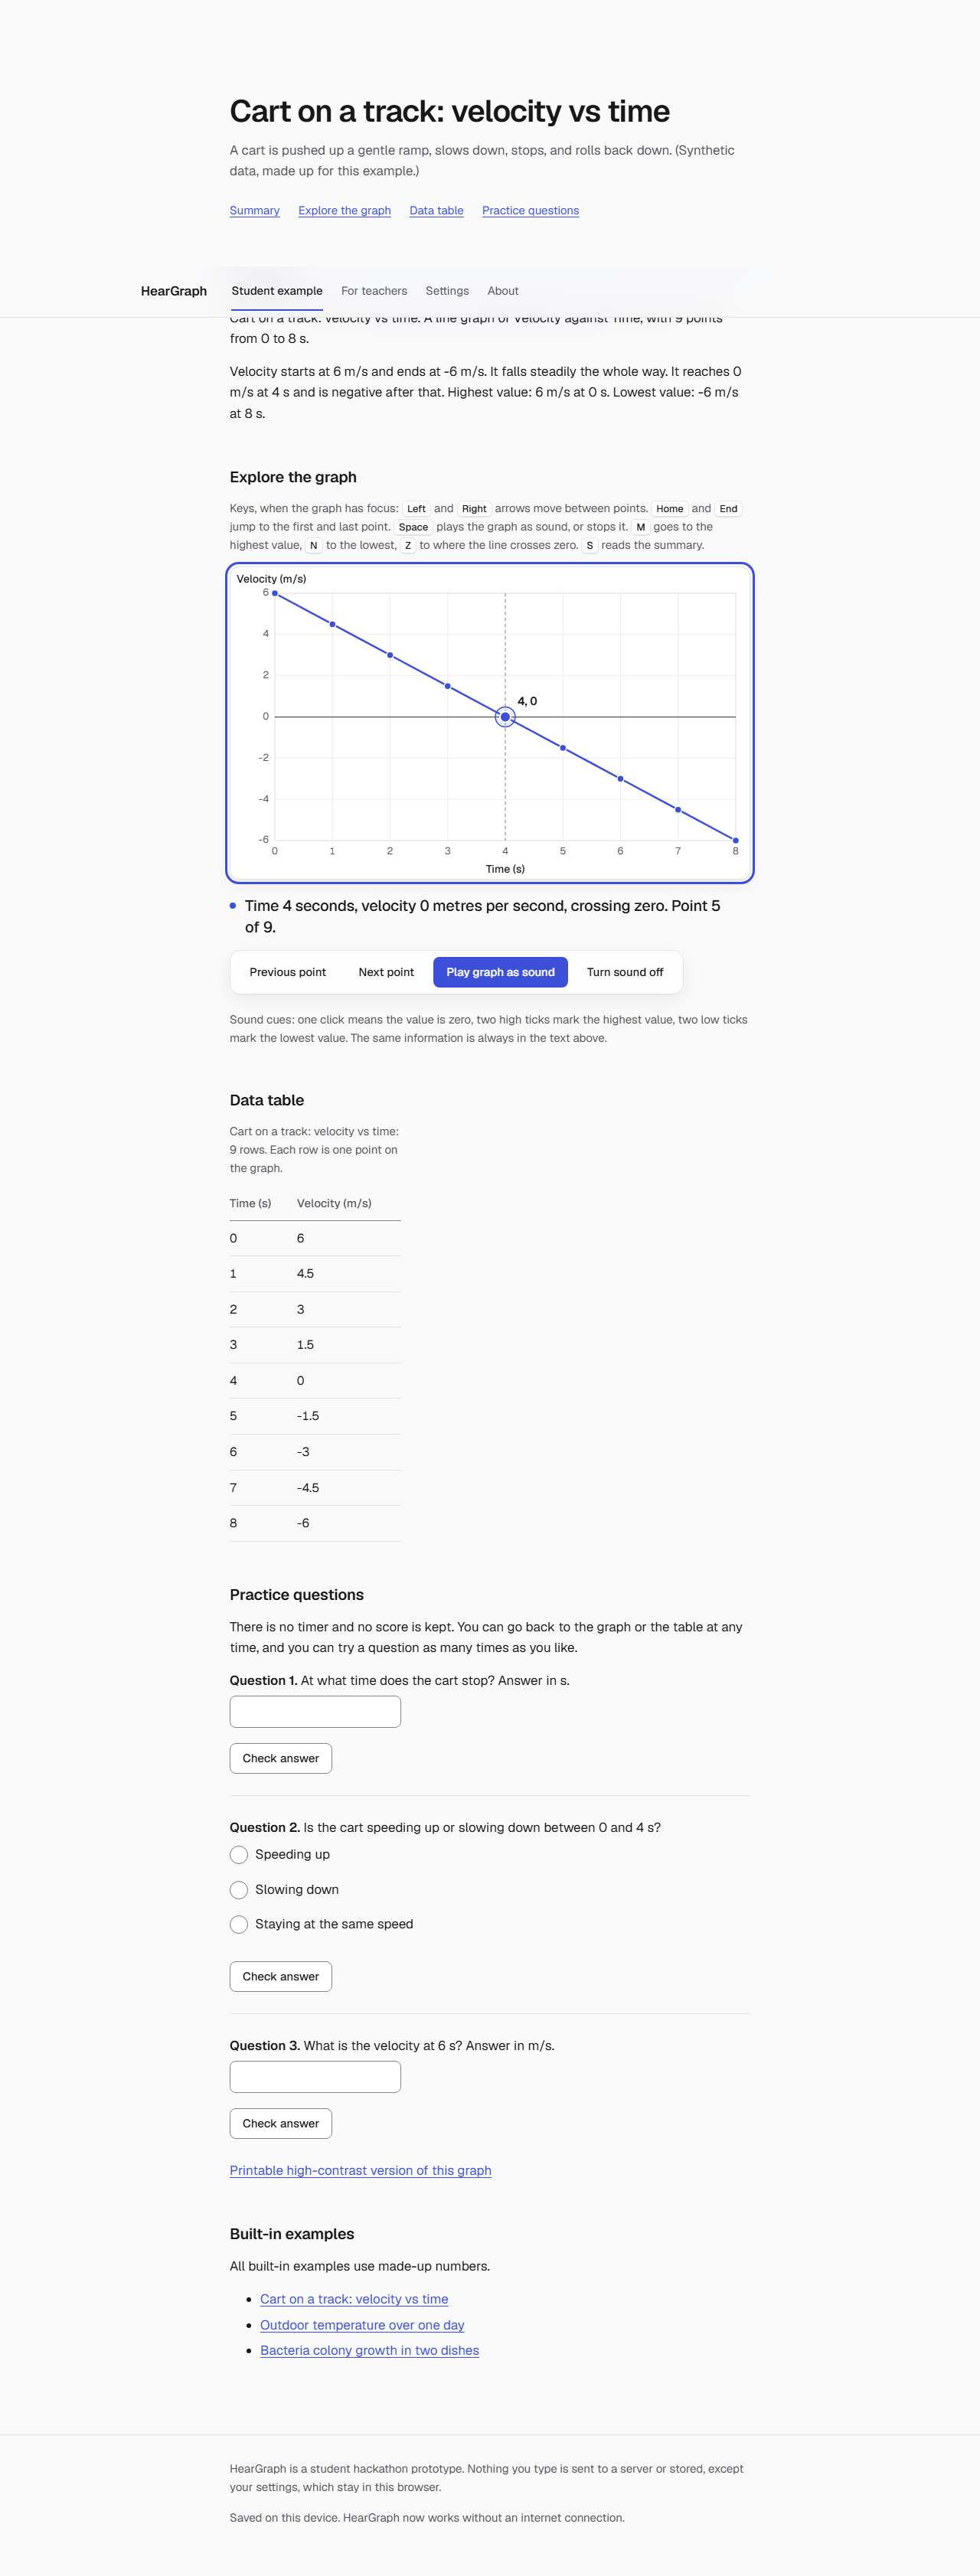 Cart on a track: velocity vs time
A cart is pushed up a gentle ramp, slows down, stops, and rolls back down. (Synthetic
data, made up for this example.)
Summary Explore the graph Data table Practice questions
HearGraph Student example For teachers Settings About
Cart on a track: velocity vs time. A line graph of Velocity against Time, with 9 points
from 0 to 8 s.
Velocity starts at 6 m/s and ends at -6 m/s. It falls steadily the whole way. It reaches 0
m/s at 4 s and is negative after that. Highest value: 6 m/s at 0 s. Lowest value: -6 m/s
at 8 s.
Explore the graph
Keys, when the graph has focus: Left and Right arrows move between points. Home and End
jump to the first and last point. Space plays the graph as sound, or stops it. M goes to the
highest value, N to the lowest, Z to where the line crosses zero. S reads the summary.
Velocity (m/s)
6
4
2
4, 0
0
-2
-4
-6
0 1 2 3 4 5 6 7 8
Time (s)
Time 4 seconds, velocity 0 metres per second, crossing zero. Point 5
of 9.
Previous point Next point Play graph as sound Turn sound off
Sound cues: one click means the value is zero, two high ticks mark the highest value, two low ticks
mark the lowest value. The same information is always in the text above.
Data table
Cart on a track: velocity vs time:
9 rows. Each row is one point on
the graph.
Time (s) Velocity (m/s)
0 6
1 4.5
2 3
3 1.5
4 0
5 -1.5
6 -3
7 -4.5
8 -6
Practice questions
There is no timer and no score is kept. You can go back to the graph or the table at any
time, and you can try a question as many times as you like.
Question 1. At what time does the cart stop? Answer in s.
Check answer
Question 2. Is the cart speeding up or slowing down between 0 and 4 s?
Speeding up
Slowing down
Staying at the same speed
Check answer
Question 3. What is the velocity at 6 s? Answer in m/s.
Check answer
Printable high-contrast version of this graph
Built-in examples
All built-in examples use made-up numbers.
Cart on a track: velocity vs time
Outdoor temperature over one day
Bacteria colony growth in two dishes
HearGraph is a student hackathon prototype. Nothing you type is sent to a server or stored, except
your settings, which stay in this browser.
Saved on this device. HearGraph now works without an internet connection.